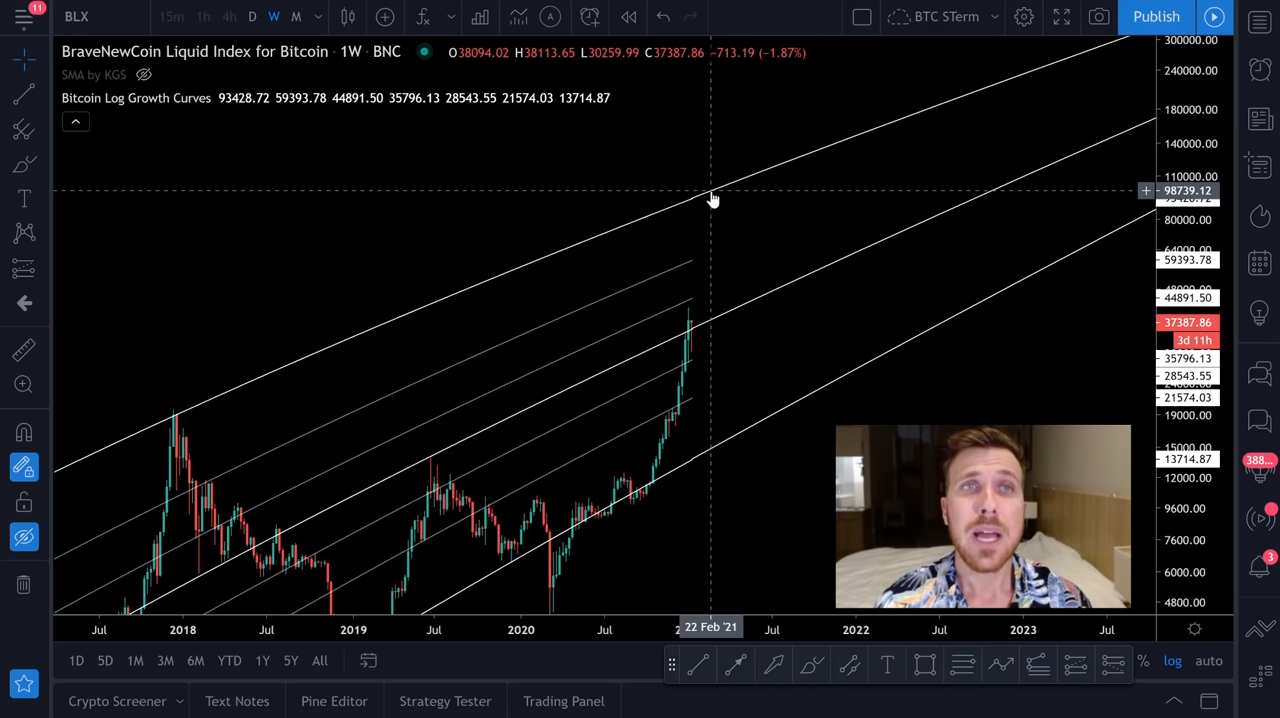 11
BLX
15m 1h 4h D W M
BTC STerm
Publish
BraveNewCoin Liquid Index for Bitcoin · 1W · BNC O38094.02 H38113.65 L30259.99 C37387.86 −713.19 (−1.87%)
SMA by KGS
Bitcoin Log Growth Curves 93428.72 59393.78 44891.50 35796.13 28543.55 21574.03 13714.87
300000.00
240000.00
180000.00
140000.00
110000.00
98739.12
93428.72
80000.00
64000.00
59393.78
48000.00
44891.50
37387.86
3d 11h
35796.13
28543.55
24000.00
21574.03
19000.00
15000.00
13714.87
12000.00
9600.00
7600.00
6000.00
4800.00
388...
3
Jul 2018 Jul 2019 Jul 2020 Jul 22 Feb '21 Jul 2022 Jul 2023 Jul
1D 5D 1M 3M 6M YTD 1Y 5Y All
% log auto
Crypto Screener Text Notes Pine Editor Strategy Tester Trading Panel